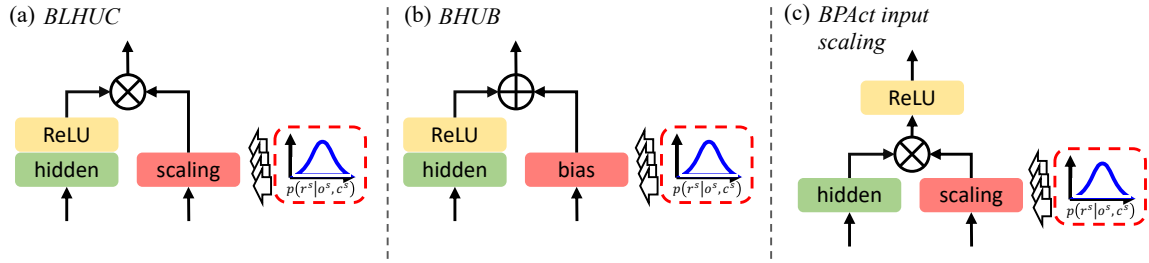 (a) BLHUC
ReLU
hidden
scaling
p(r^s|o^s, c^s)
(b) BHUB
ReLU
hidden
bias
p(r^s|o^s, c^s)
(c) BPAct input
scaling
ReLU
hidden
scaling
p(r^s|o^s, c^s)